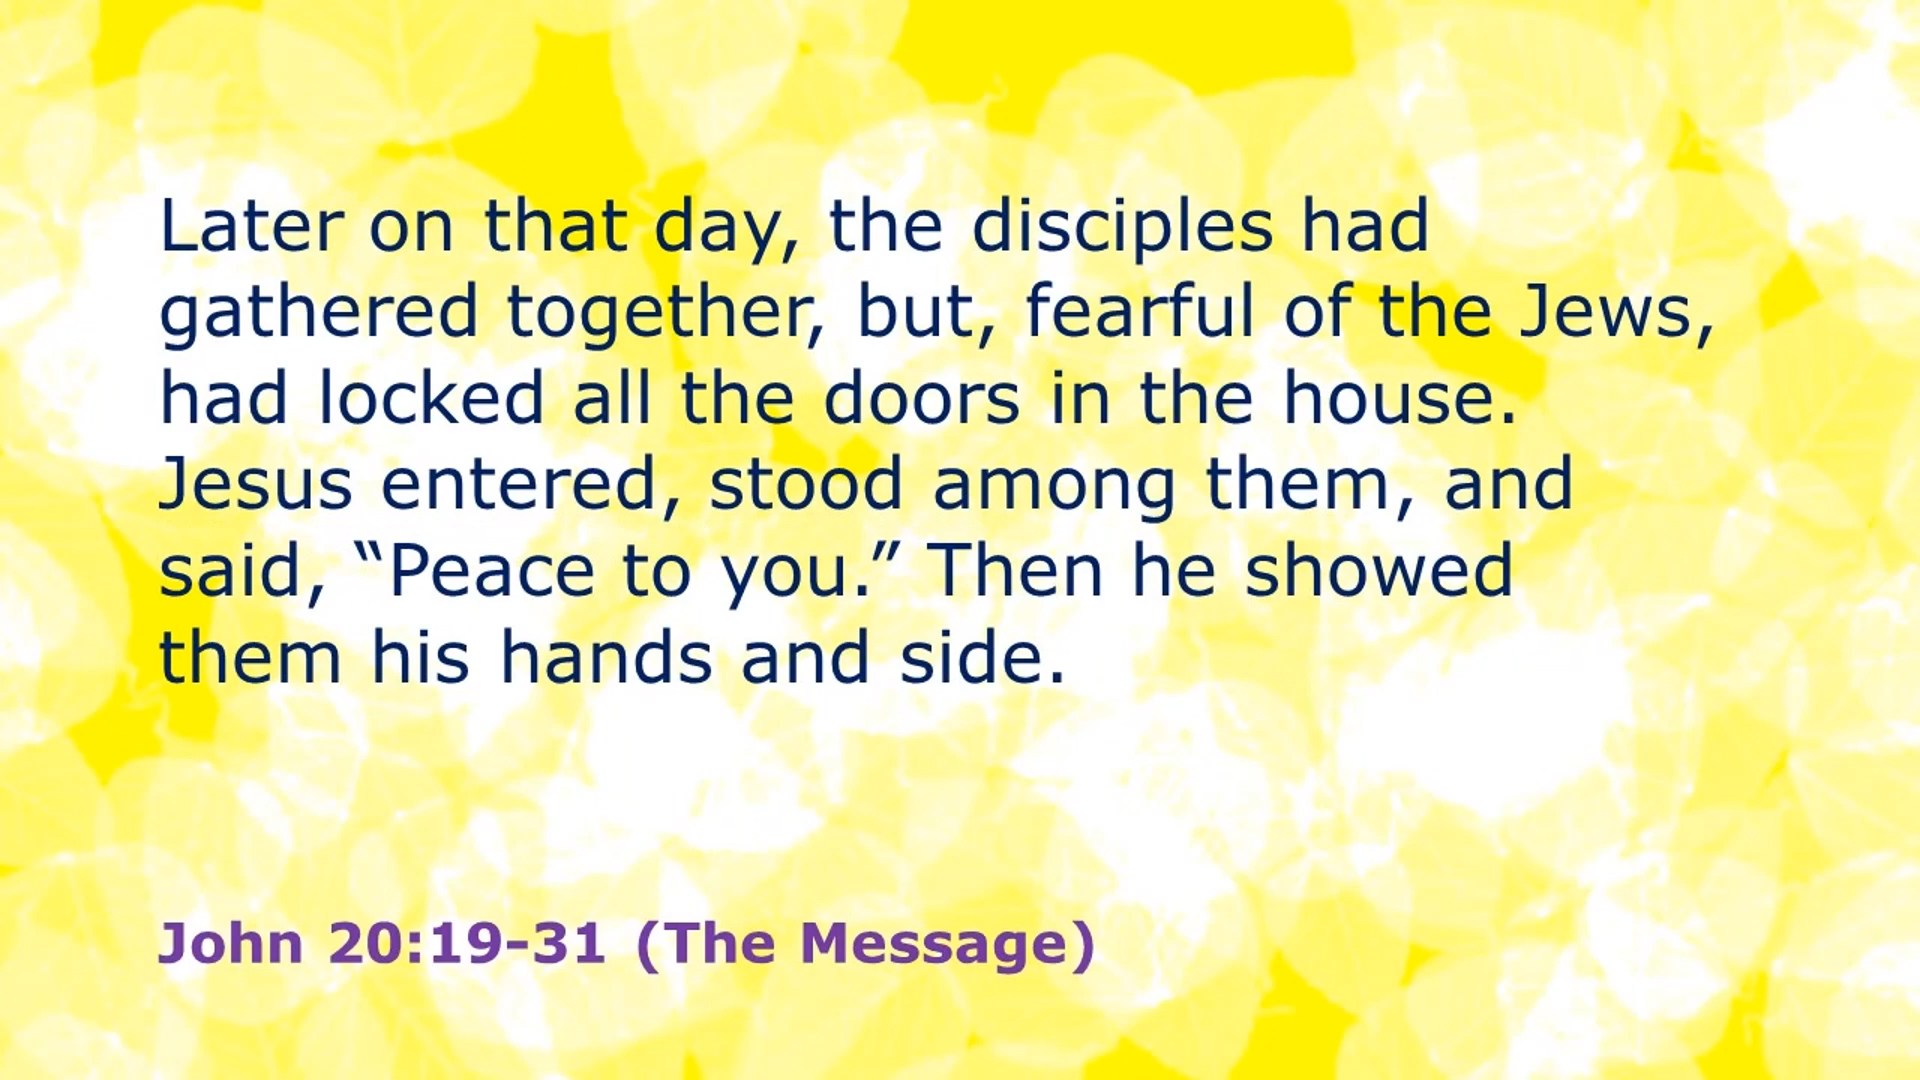 Later on that day, the disciples had
gathered together, but, fearful of the Jews,
had locked all the doors in the house.
Jesus entered, stood among them, and
said, “Peace to you.” Then he showed
them his hands and side.
John 20:19-31 (The Message)